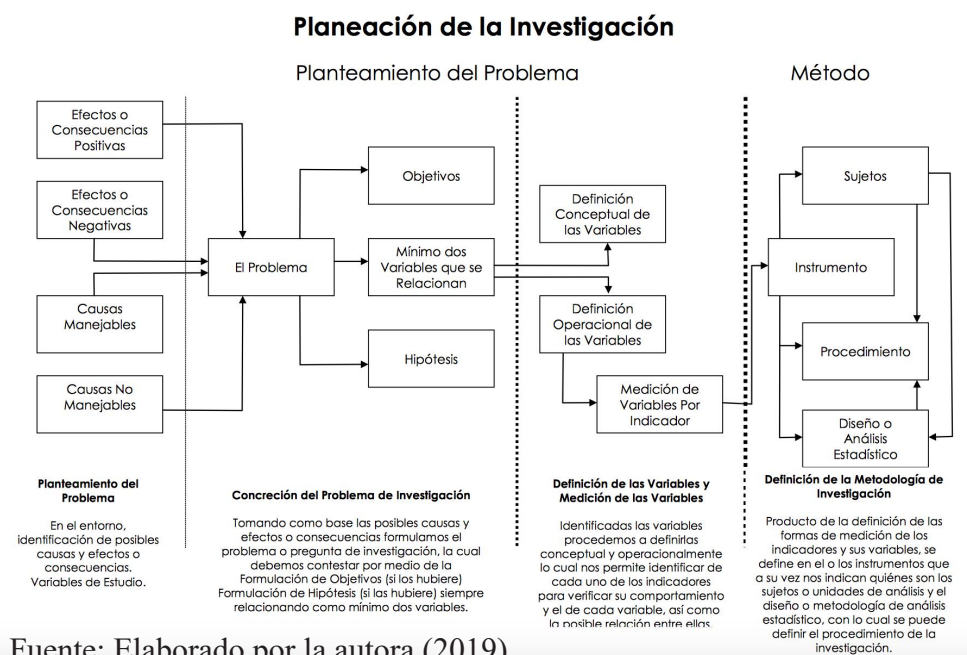 Planeación de la Investigación
Planteamiento del Problema
Método
Efectos o
Consecuencias
Positivas
Efectos o
Consecuencias
Negativas
Causas
Manejables
Causas No
Manejables
El Problema
Objetivos
Mínimo dos
Variables que se
Relacionan
Hipótesis
Definición
Conceptual de
las Variables
Definición
Operacional de
las Variables
Medición de
Variables Por
Indicador
Sujetos
Instrumento
Procedimiento
Diseño o
Análisis
Estadístico
Planteamiento del
Problema
En el entorno,
identificación de posibles
causas y efectos o
consecuencias.
Variables de Estudio.
Concreción del Problema de Investigación
Tomando como base las posibles causas y
efectos o consecuencias formulamos el
problema o pregunta de investigación, la cual
debemos contestar por medio de la
Formulación de Objetivos (si los hubiere)
Formulación de Hipótesis (si las hubiere) siempre
relacionando como mínimo dos variables.
Definición de las Variables y
Medición de las Variables
Identificadas las variables
procedemos a definirlas
conceptual y operacionalmente
lo cual nos permite identificar de
cada uno de los indicadores
para verificar su comportamiento
y el de cada variable, así como
la posible relación entre ellas.
Definición de la Metodología de
Investigación
Producto de la definición de las
formas de medición de los
indicadores y sus variables, se
define en el o los instrumentos que
a su vez nos indican quiénes son los
sujetos o unidades de análisis y el
diseño o metodología de análisis
estadístico, con lo cual se puede
definir el procedimiento de la
investigación.
Fuente: Elaborado por la autora (2019)